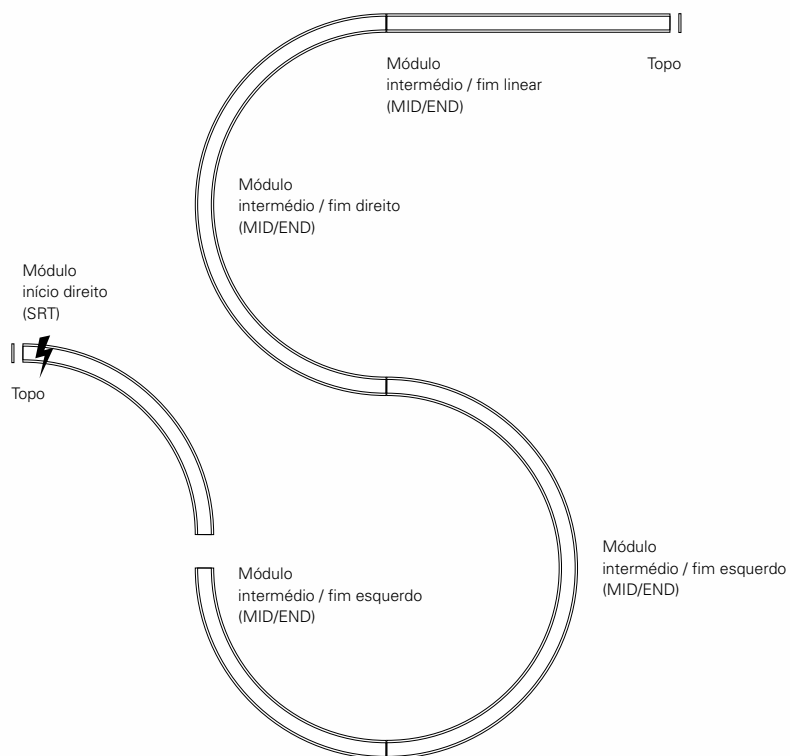 Módulo
intermédio / fim linear
(MID/END)
Topo
Módulo
intermédio / fim direito
(MID/END)
Módulo
início direito
(SRT)
Topo
Módulo
intermédio / fim esquerdo
(MID/END)
Módulo
intermédio / fim esquerdo
(MID/END)